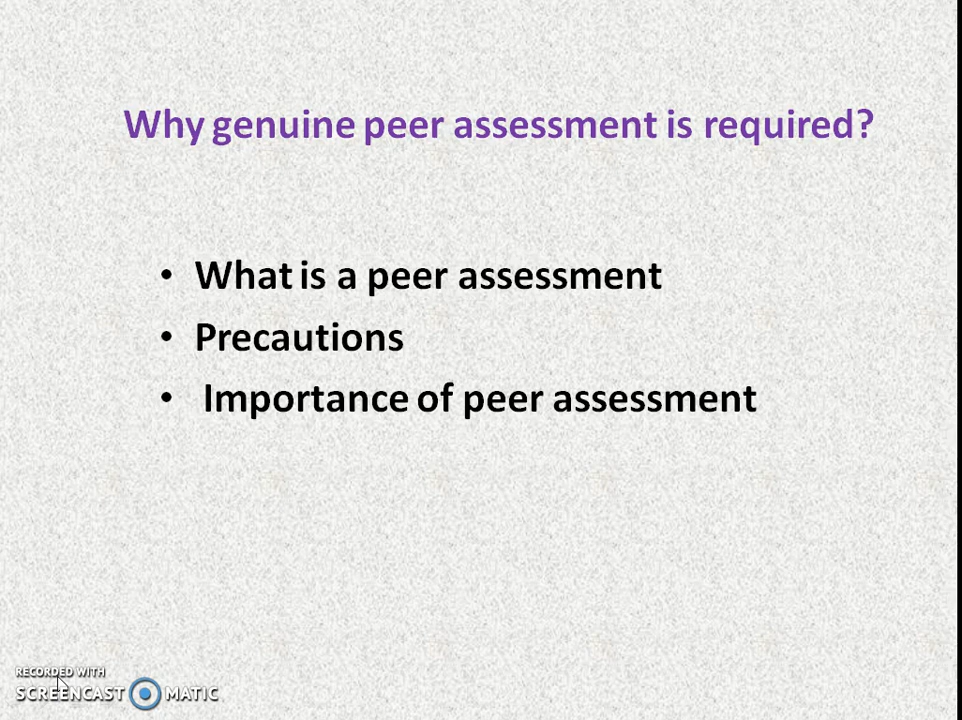 Why genuine peer assessment is required?
• What is a peer assessment
• Precautions
• Importance of peer assessment
RECORDED WITH
SCREENCAST MATIC